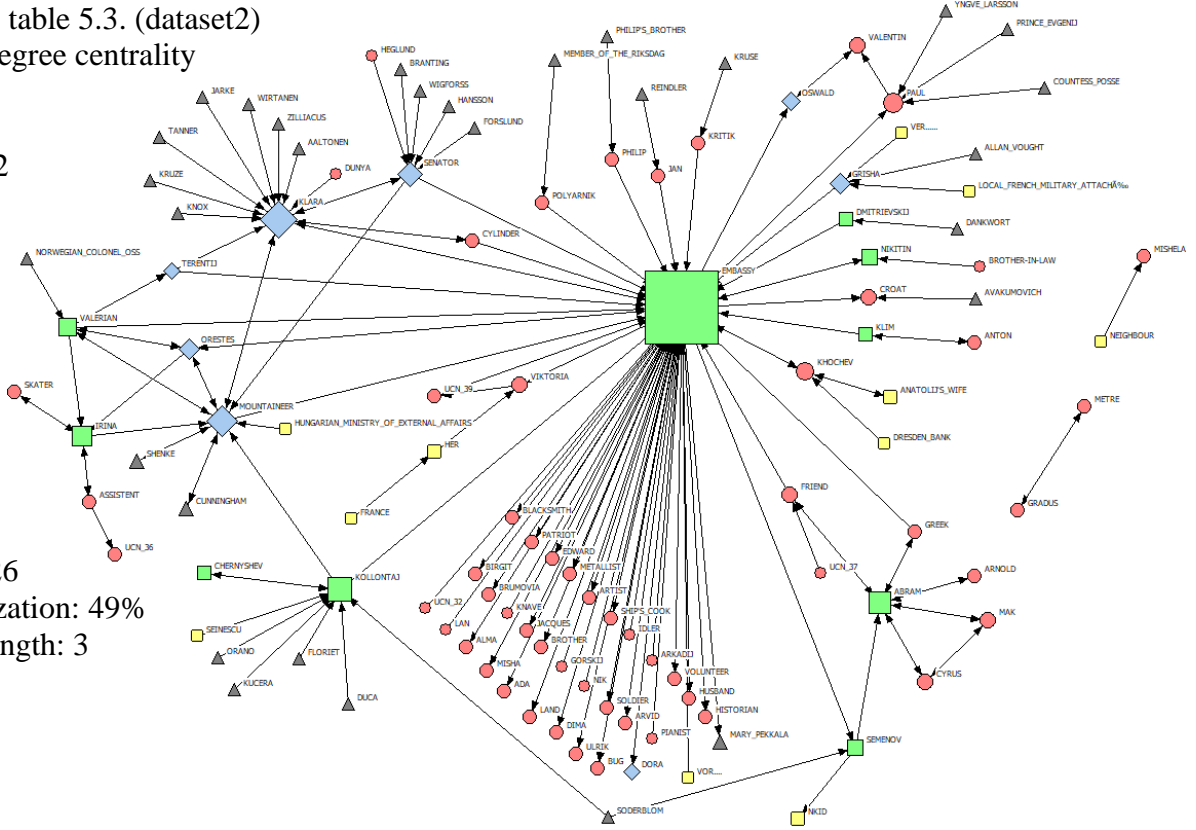 table 5.3. (dataset2)
egree centrality
2
26
ization: 49%
ngth: 3
YNGVE_LARSSON
PRINCE_EVGENIJ
PHILIP'S_BROTHER
VALENTIN
HEGLUND
MEMBER_OF_THE_RIKSDAG
BRANTING
KRUSE
WIGFORSS
COUNTESS_POSSE
JARKE
WIRTANEN
HANSSON
REINDLER
OSWALD
PAUL
ZILLIACUS
FORSLUND
VER......
TANNER
AALTONEN
KRITIK
ALLAN_VOUGHT
PHILIP
DUNYA
SENATOR
JAN
GRISHA
KRUZE
LOCAL_FRENCH_MILITARY_ATTACHÃ‰
POLYARNIK
KLARA
KNOX
DMITRIEVSKIJ
DANKWORT
CYLINDER
NORWEGIAN_COLONEL_OSS
NIKITIN
MISHELA
TERENTIJ
BROTHER-IN-LAW
EMBASSY
CROAT
AVAKUMOVICH
VALERIAN
KLIM
ANTON
NEIGHBOUR
ORESTES
KHOCHEV
SKATER
UCN_39
VIKTORIA
ANATOLIJS_WIFE
METRE
MOUNTAINEER
HUNGARIAN_MINISTRY_OF_EXTERNAL_AFFAIRS
IRINA
DRESDEN_BANK
HER
SHENKE
FRIEND
ASSISTENT
CUNNINGHAM
FRANCE
BLACKSMITH
GRADUS
GREEK
PATRIOT
UCN_36
EDWARD
CHERNYSHEV
KOLLONTAJ
BIRGIT
METALLIST
UCN_37
ARNOLD
BRUMOVIA
ARTIST
ABRAM
UCN_32
KNAVE
SHIP'S_COOK
MAK
SEINESCU
LAN
JACQUES
IDLER
ORANO
FLORIET
ALMA
BROTHER
ARKADIJ
MISHA
GORSKIJ
VOLUNTEER
CYRUS
KUCERA
ADA
NIK
HUSBAND
DUCA
LAND
SOLDIER
HISTORIAN
DIMA
ARVID
PIANIST
MARY_PEKKALA
SEMENOV
ULRIK
BUG
DORA
VOR....
SODERBLOM
NKID